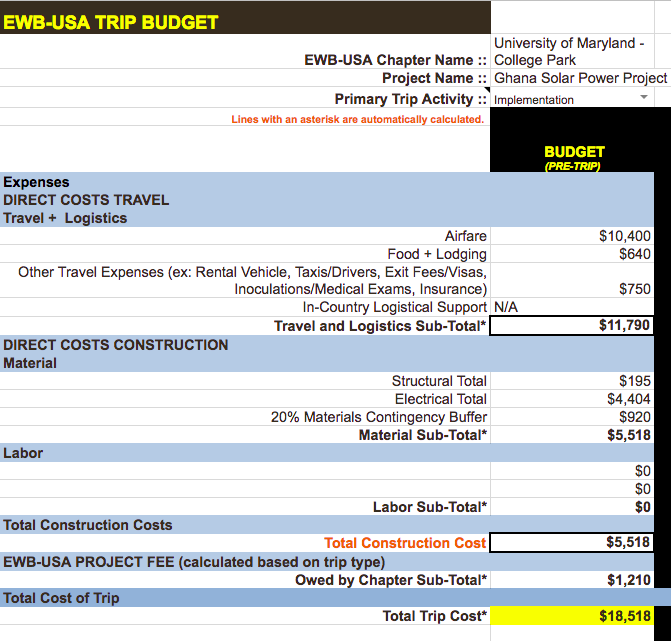 EWB-USA TRIP BUDGET
University of Maryland -
EWB-USA Chapter Name :: College Park
Project Name :: Ghana Solar Power Project
Primary Trip Activity :: Implementation
Lines with an asterisk are automatically calculated.
BUDGET
(PRE-TRIP)
Expenses
DIRECT COSTS TRAVEL
Travel + Logistics
Airfare $10,400
Food + Lodging $640
Other Travel Expenses (ex: Rental Vehicle, Taxis/Drivers, Exit Fees/Visas,
Inoculations/Medical Exams, Insurance) $750
In-Country Logistical Support N/A
Travel and Logistics Sub-Total* $11,790
DIRECT COSTS CONSTRUCTION
Material
Structural Total $195
Electrical Total $4,404
20% Materials Contingency Buffer $920
Material Sub-Total* $5,518
Labor
$0
$0
Labor Sub-Total* $0
Total Construction Costs
Total Construction Cost $5,518
EWB-USA PROJECT FEE (calculated based on trip type)
Owed by Chapter Sub-Total* $1,210
Total Cost of Trip
Total Trip Cost* $18,518